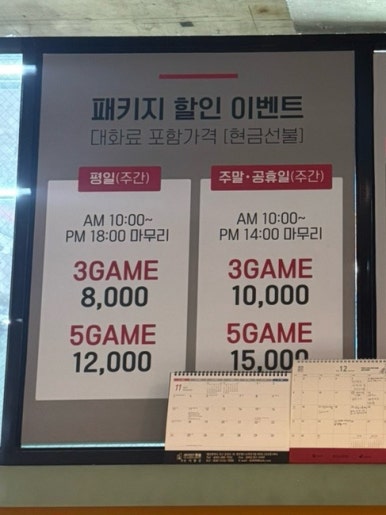 패키지 할인 이벤트
대화료 포함가격 [현금선불]
평일(주간)
AM 10:00~
PM 18:00 마무리
3GAME
8,000
5GAME
12,000
주말·공휴일(주간)
AM 10:00~
PM 14:00 마무리
3GAME
10,000
5GAME
15,000
11
12